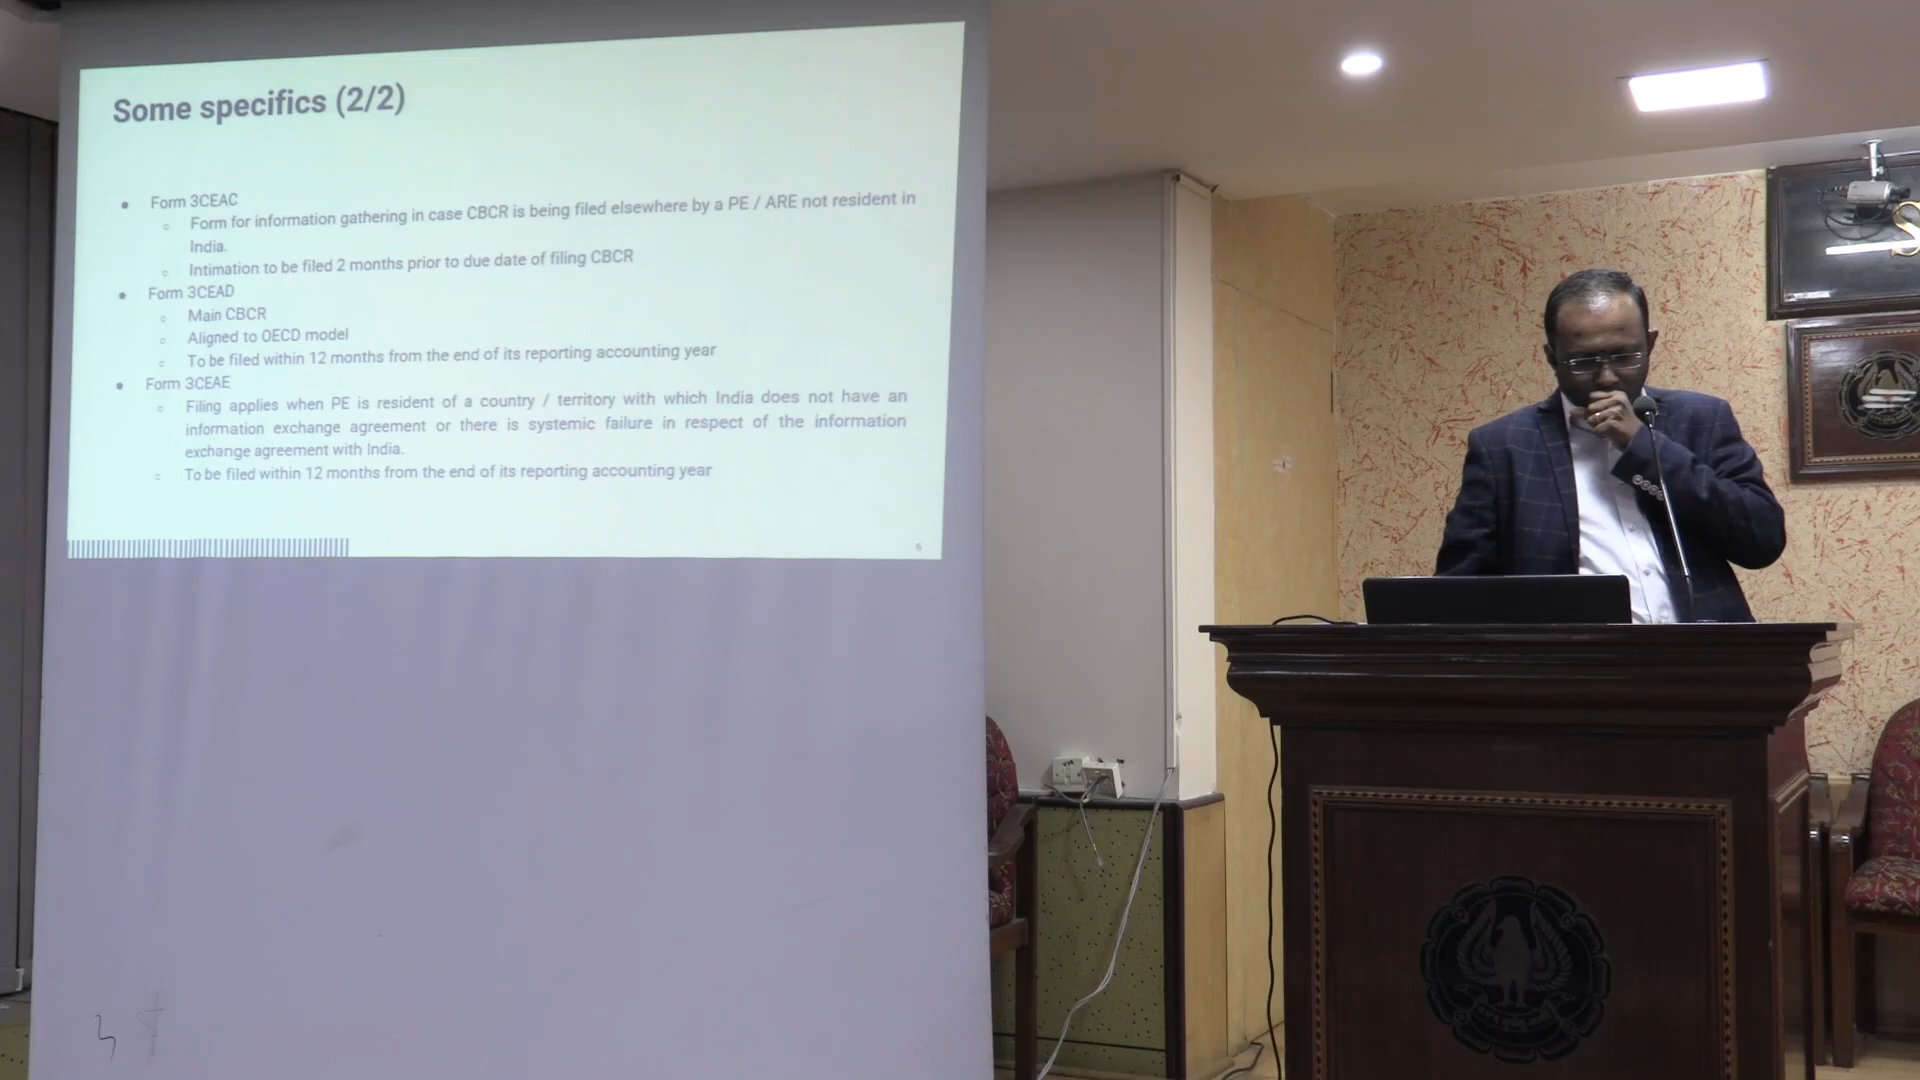 Some specifics (2/2)
● Form 3CEAC
○ Form for information gathering in case CBCR is being filed elsewhere by a PE / ARE not resident in
India.
○ Intimation to be filed 2 months prior to due date of filing CBCR
● Form 3CEAD
○ Main CBCR
○ Aligned to OECD model
○ To be filed within 12 months from the end of its reporting accounting year
● Form 3CEAE
○ Filing applies when PE is resident of a country / territory with which India does not have an
information exchange agreement or there is systemic failure in respect of the information
exchange agreement with India.
○ To be filed within 12 months from the end of its reporting accounting year
6